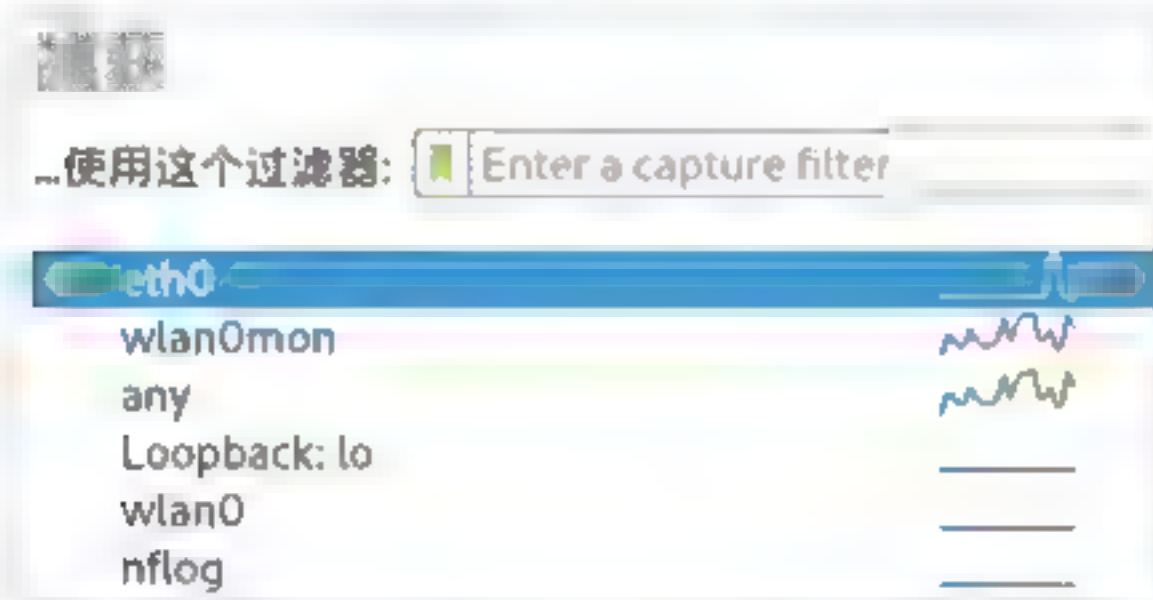 …使用这个过滤器: Enter a capture filter
eth0
wlan0mon
any
Loopback: lo
wlan0
nflog